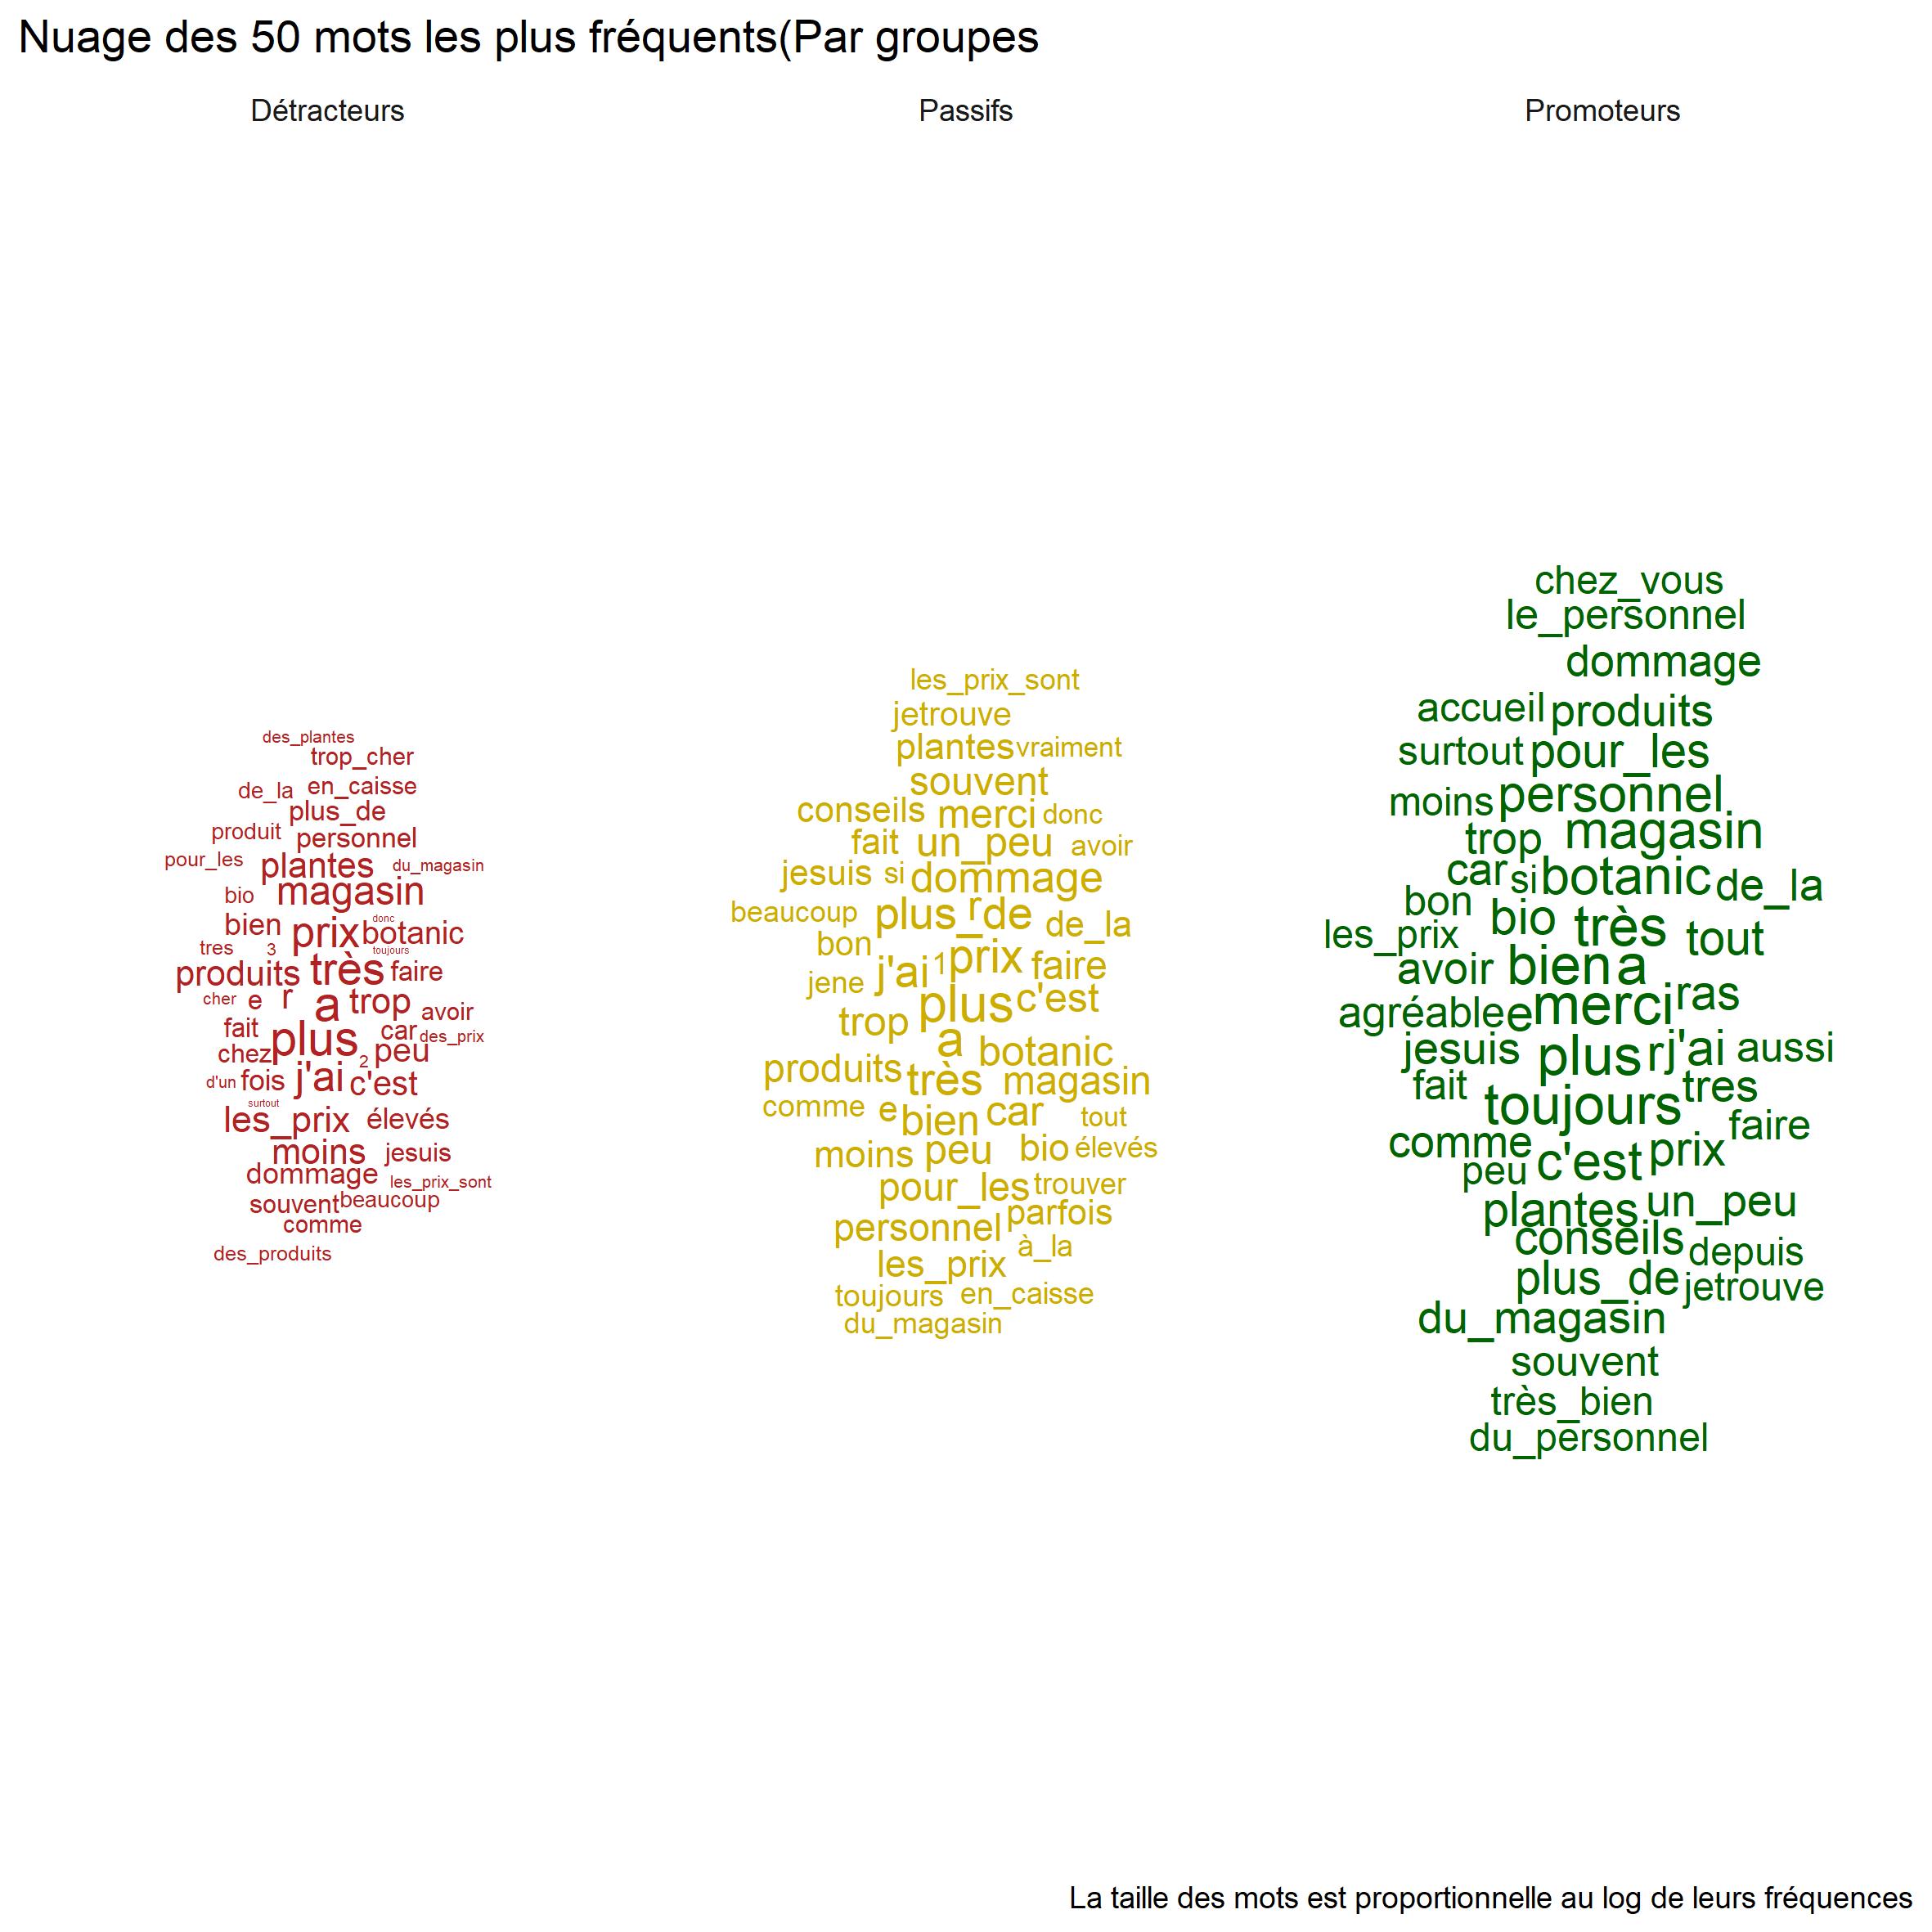 Nuage des 50 mots les plus fréquents(Par groupes
Détracteurs
Passifs
Promoteurs
des_plantes
trop_cher
de_la
en_caisse
plus_de
produit
personnel
pour_les
plantes
du_magasin
bio
magasin
bien
donc
prix
botanic
tres
3
toujours
produits
très
faire
cher
e
r
a
trop
avoir
fait
plus
car
des_prix
chez
2
peu
d'un
fois
j'ai
c'est
surtout
les_prix
élevés
moins
jesuis
dommage
les_prix_sont
souvent
beaucoup
comme
des_produits
les_prix_sont
jetrouve
plantes
vraiment
souvent
conseils
merci
donc
fait
un_peu
avoir
jesuis
si
dommage
beaucoup
plus_de
r
de_la
bon
j'ai
1
prix
faire
jene
plus
c'est
trop
a
botanic
produits
très
magasin
comme
e
bien
car
tout
moins
peu
bio
élevés
pour_les
trouver
personnel
parfois
les_prix
à_la
toujours
en_caisse
du_magasin
chez_vous
le_personnel
dommage
accueil
produits
surtout
pour_les
moins
personnel
trop
magasin
car
si
botanic
de_la
bon
bio
très
tout
les_prix
avoir
bien
a
agréable
e
merci
ras
jesuis
plus
r
j'ai
aussi
fait
toujours
tres
comme
faire
peu
c'est
prix
plantes
un_peu
conseils
depuis
plus_de
jetrouve
du_magasin
souvent
très_bien
du_personnel
La taille des mots est proportionnelle au log de leurs fréquences